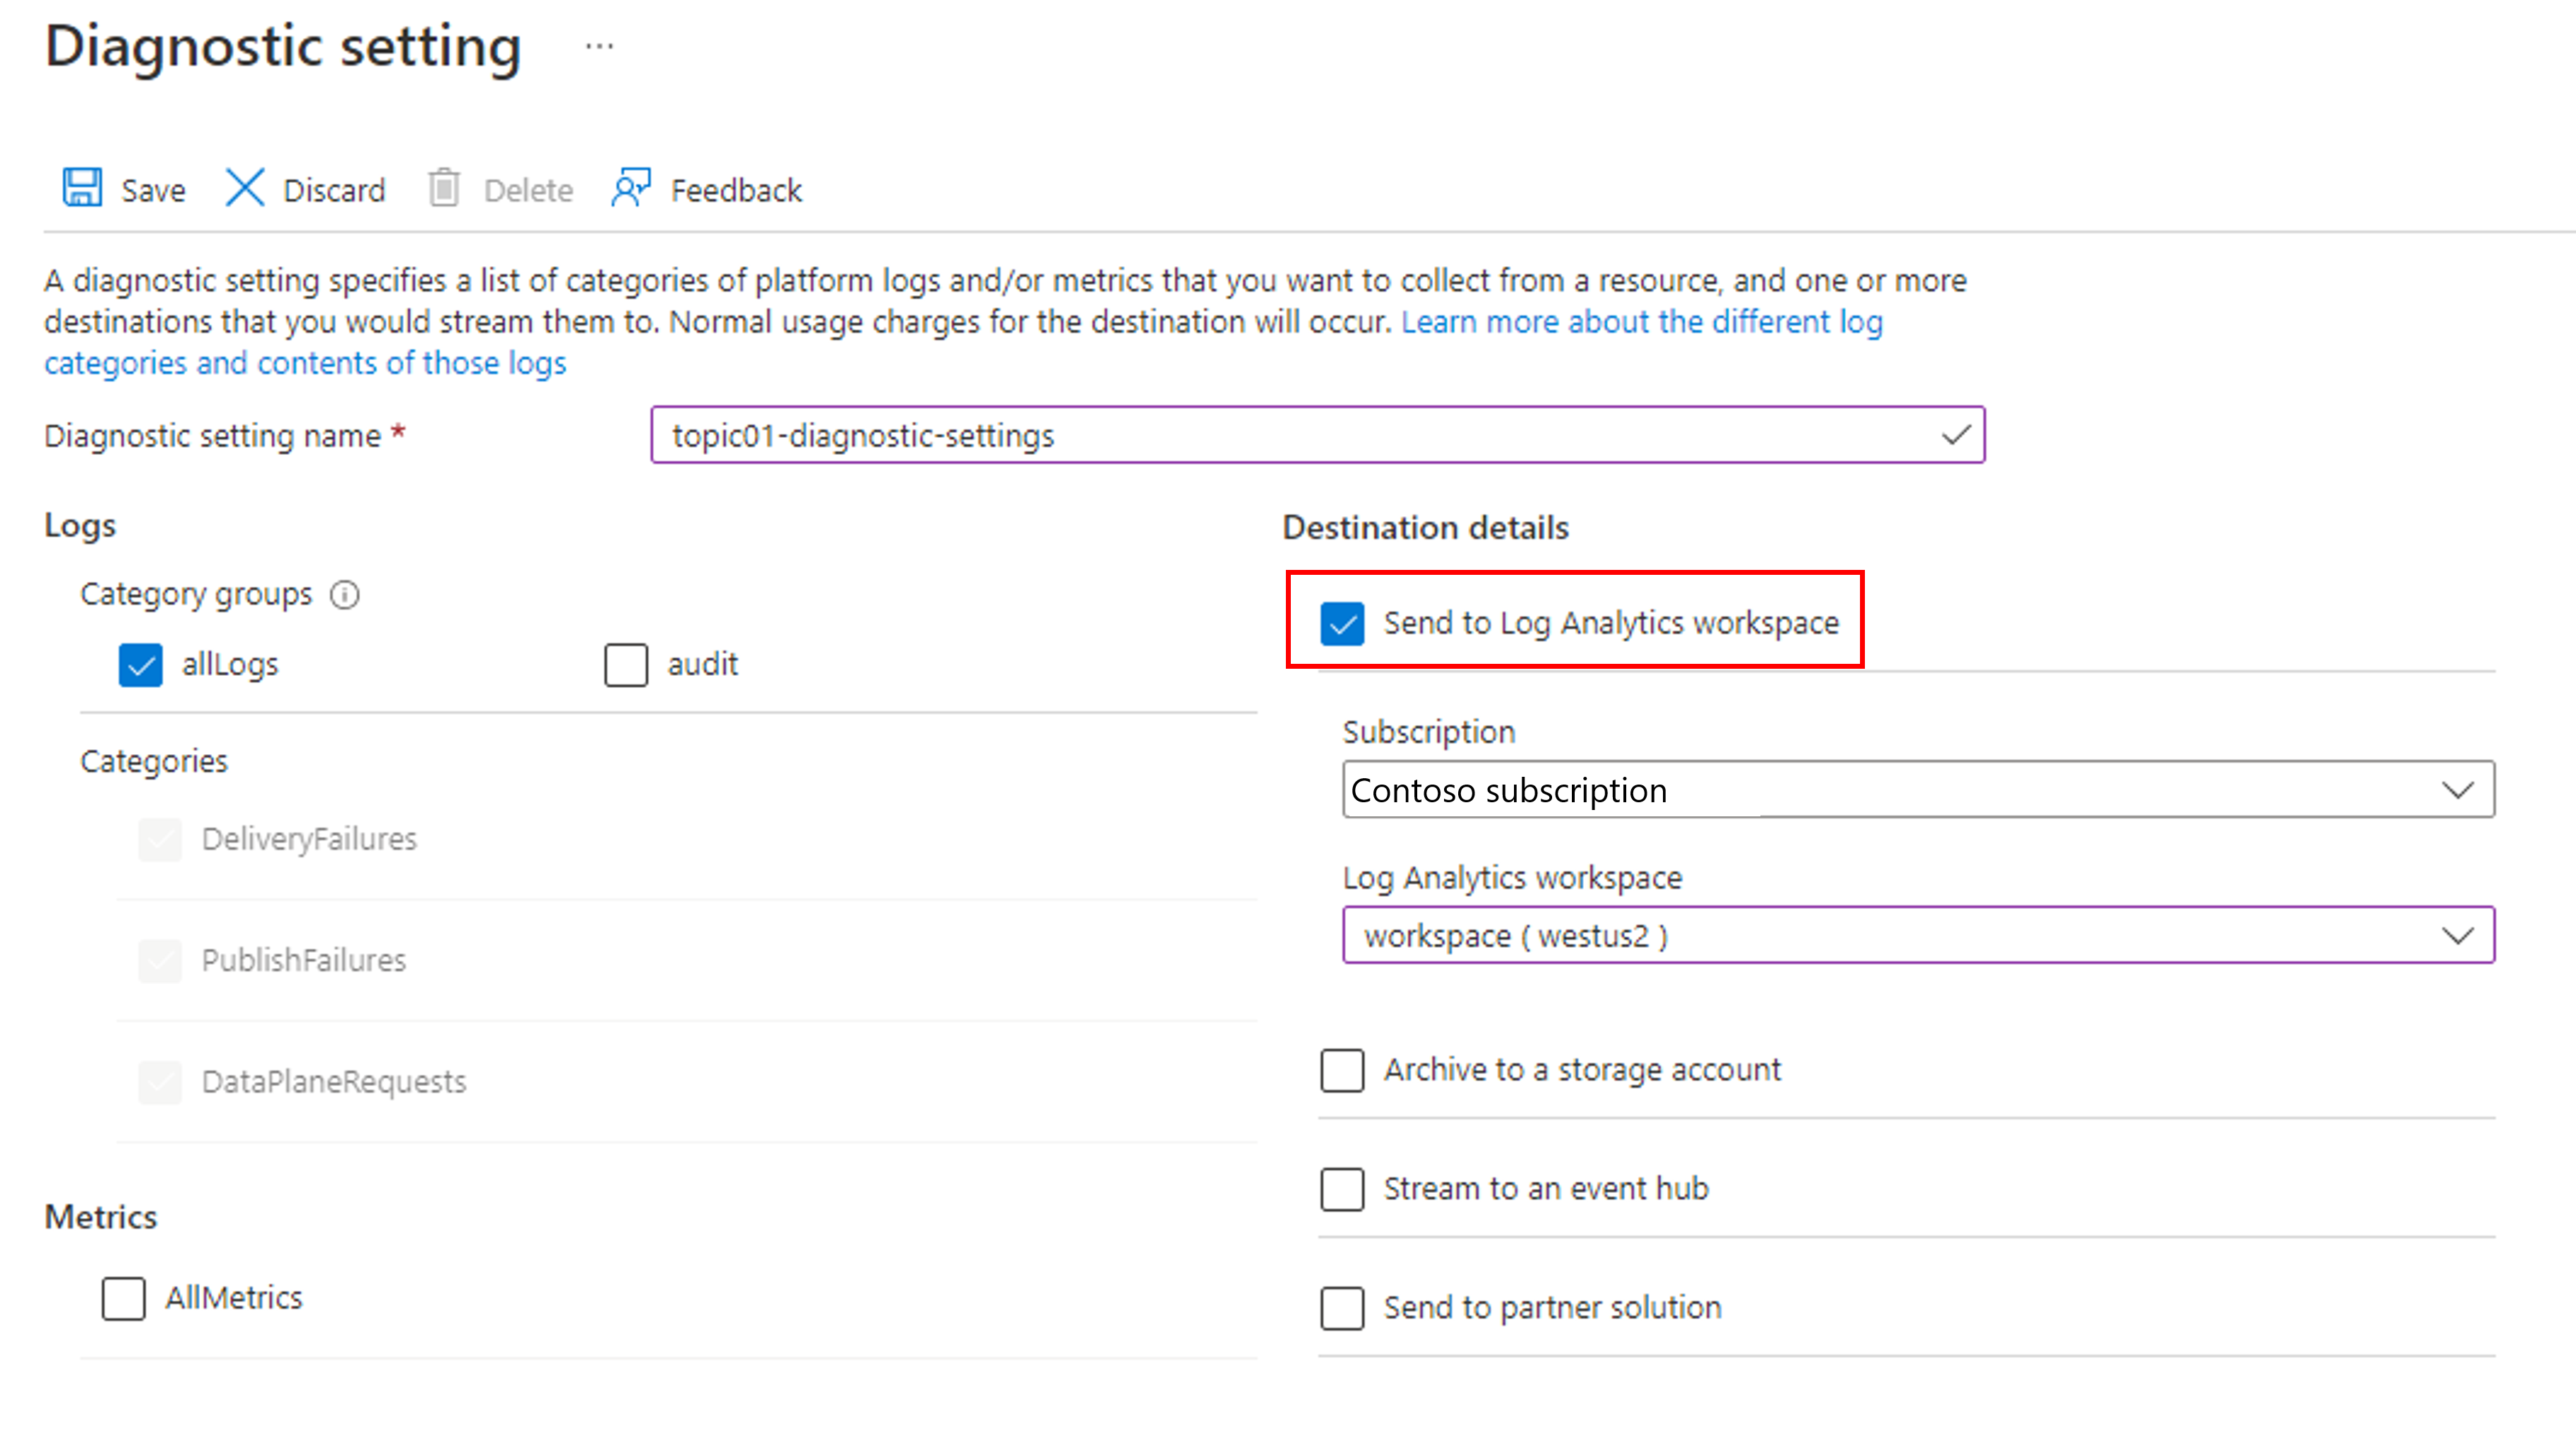 Diagnostic setting ...
Save Discard Delete Feedback
A diagnostic setting specifies a list of categories of platform logs and/or metrics that you want to collect from a resource, and one or more
destinations that you would stream them to. Normal usage charges for the destination will occur. Learn more about the different log
categories and contents of those logs
Diagnostic setting name *
topic01-diagnostic-settings
Logs
Category groups
allLogs
audit
Categories
DeliveryFailures
PublishFailures
DataPlaneRequests
Metrics
AllMetrics
Destination details
Send to Log Analytics workspace
Subscription
Contoso subscription
Log Analytics workspace
workspace ( westus2 )
Archive to a storage account
Stream to an event hub
Send to partner solution